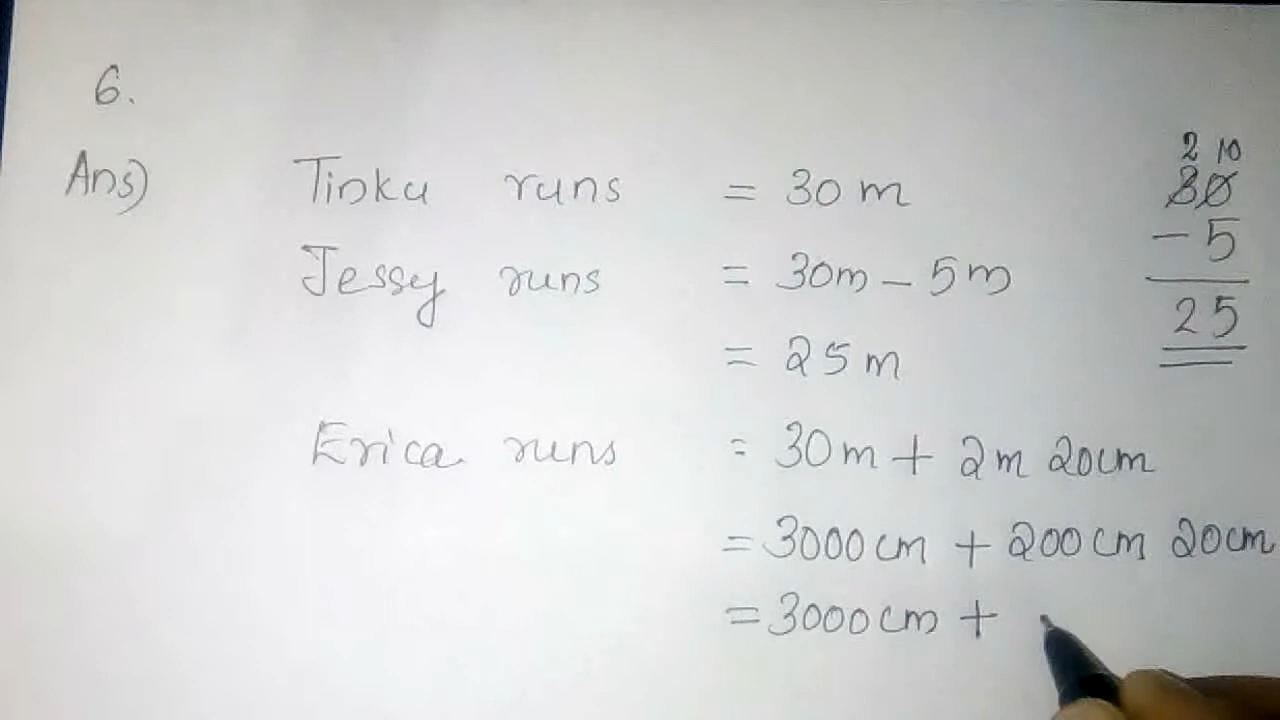 6.
Ans) Tinku runs = 30 m
Jessy runs = 30m - 5m
= 25 m
Erica runs = 30m + 2m 20cm
= 3000 cm + 200 cm 20cm
= 3000 cm +
2 10
30
- 5
25